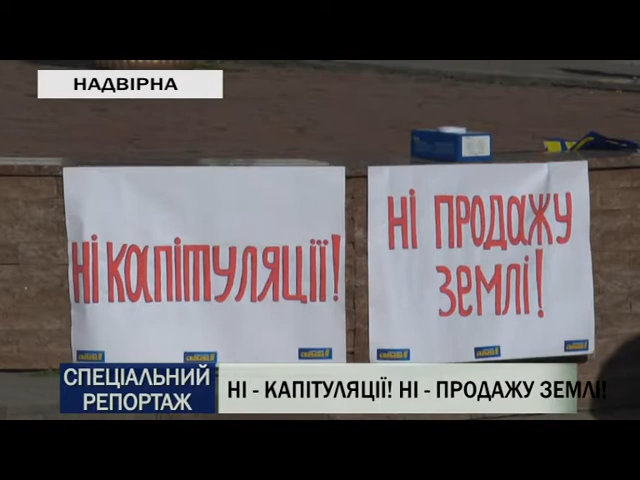 НАДВІРНА
НІ КАПІТУЛЯЦІЇ!
НІ ПРОДАЖУ
ЗЕМЛІ!
СПЕЦІАЛЬНИЙ
РЕПОРТАЖ
НІ - КАПІТУЛЯЦІЇ! НІ - ПРОДАЖУ ЗЕМЛІ!